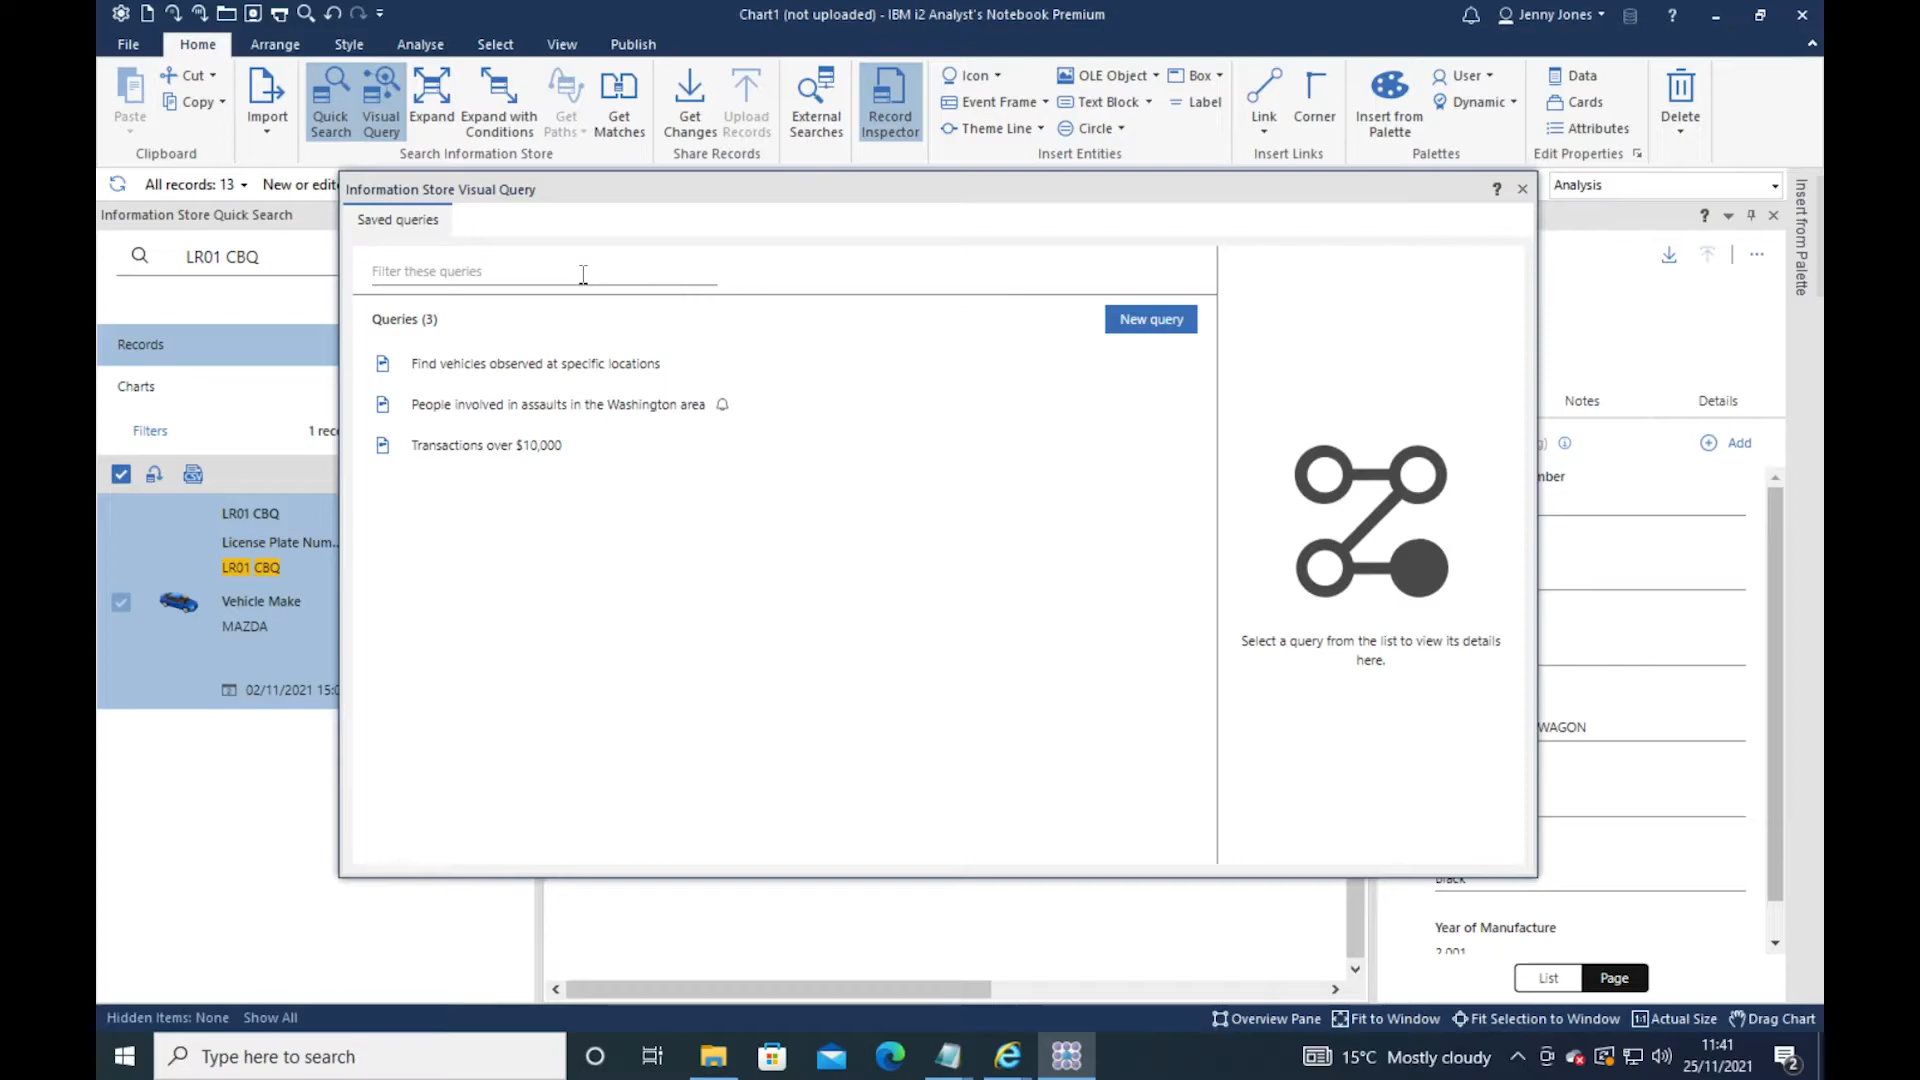 Chart1 (not uploaded) - IBM i2 Analyst's Notebook Premium
Jenny Jones
?
File
Home
Arrange
Style
Analyse
Select
View
Publish
Paste
Cut
Copy
Clipboard
Import
Quick Search
Visual Query
Expand
Expand with Conditions
Get Paths
Get Matches
Search Information Store
Get Changes
Upload Records
Share Records
External Searches
Record Inspector
Icon
OLE Object
Box
Event Frame
Text Block
Label
Theme Line
Circle
Insert Entities
Link
Corner
Insert Links
Insert from Palette
User
Dynamic
Palettes
Data
Cards
Attributes
Edit Properties
Delete
All records: 13
New or edit
Information Store Quick Search
LR01 CBQ
Records
Charts
Filters
1 rec
LR01 CBQ
License Plate Num...
LR01 CBQ
Vehicle Make
MAZDA
02/11/2021 15:0
Information Store Visual Query
?
Saved queries
Filter these queries
Queries (3)
New query
Find vehicles observed at specific locations
People involved in assaults in the Washington area
Transactions over $10,000
Select a query from the list to view its details
here.
Analysis
?
Insert from Palette
Notes
Details
Add
mber
WAGON
Year of Manufacture
List
Page
Hidden Items: None
Show All
Overview Pane
Fit to Window
Fit Selection to Window
1:1
Actual Size
Drag Chart
Type here to search
15°C Mostly cloudy
11:41
25/11/2021
2